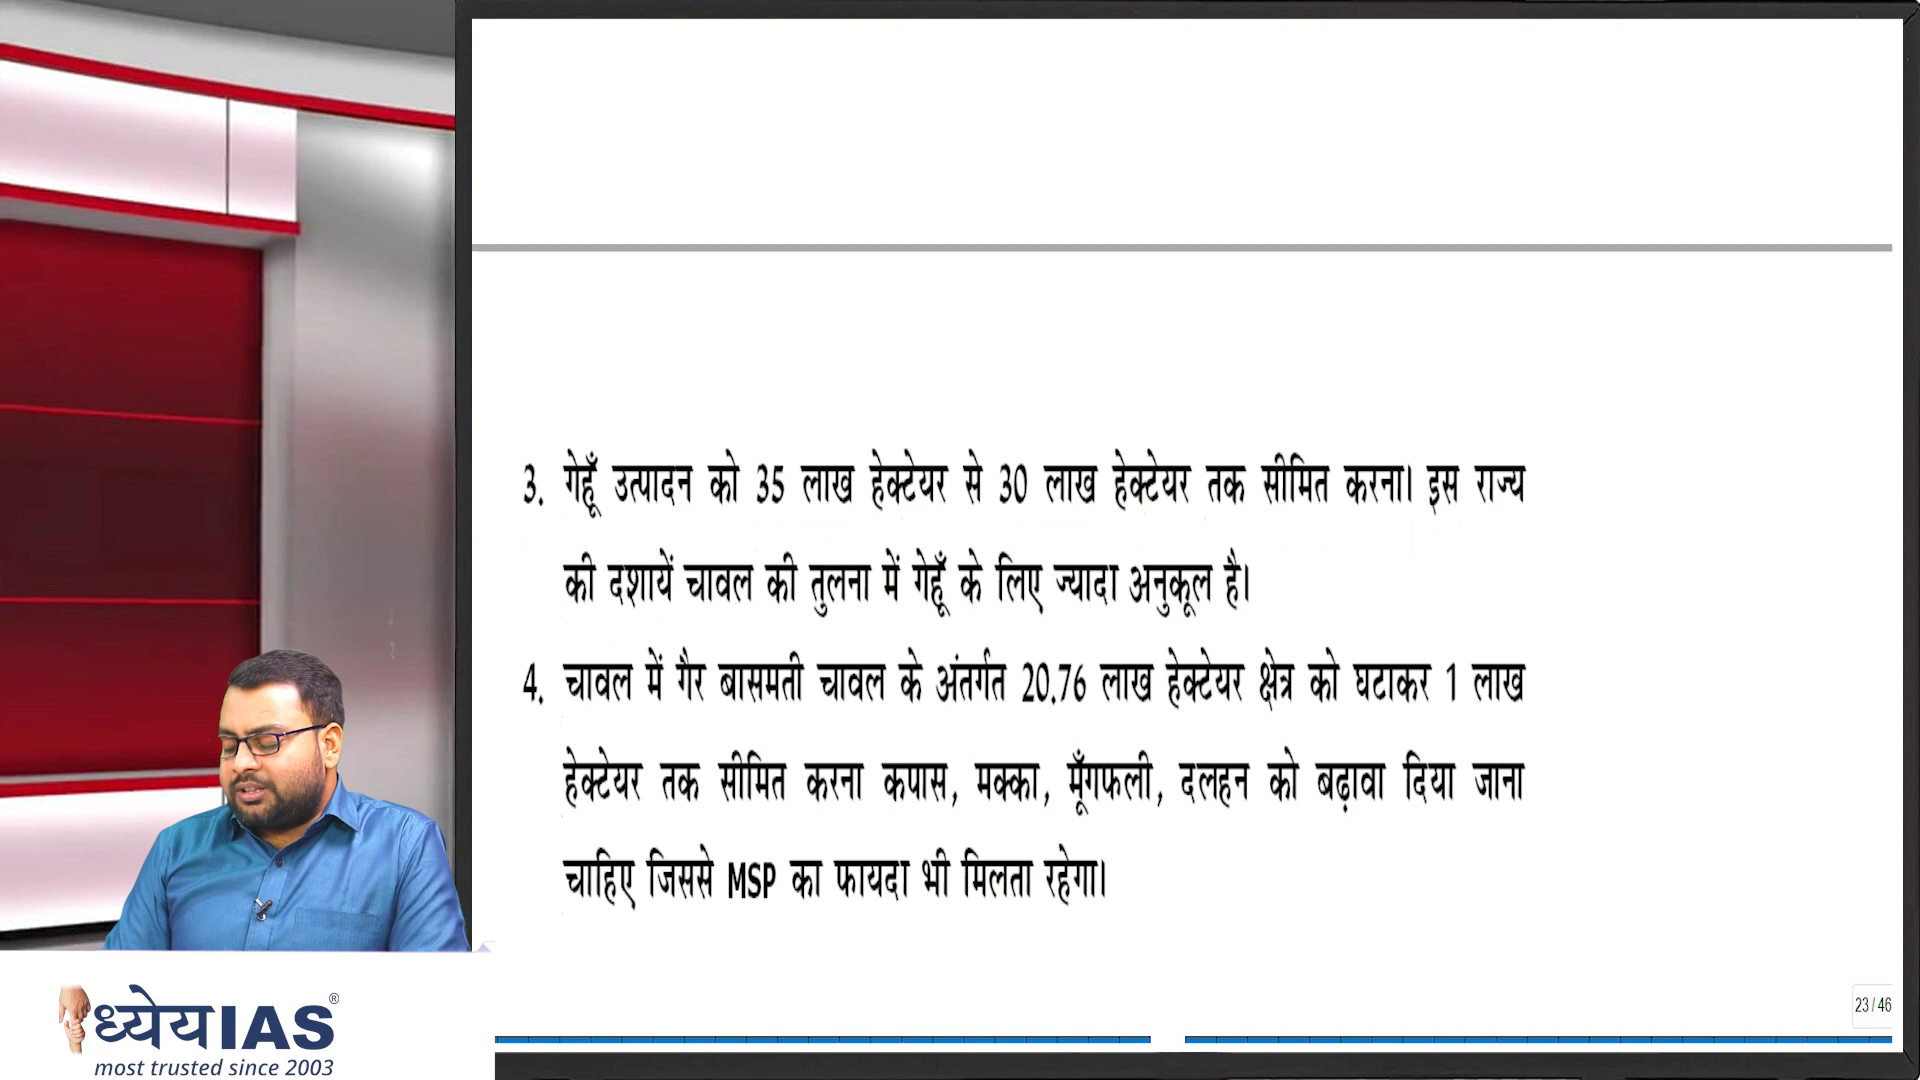 3. गेहूँ उत्पादन को 35 लाख हेक्टेयर से 30 लाख हेक्टेयर तक सीमित करना। इस राज्य
की दशायें चावल की तुलना में गेहूँ के लिए ज्यादा अनुकूल है।
4. चावल में गैर बासमती चावल के अंतर्गत 20.76 लाख हेक्टेयर क्षेत्र को घटाकर 1 लाख
हेक्टेयर तक सीमित करना कपास, मक्का, मूँगफली, दलहन को बढ़ावा दिया जाना
चाहिए जिससे MSP का फायदा भी मिलता रहेगा।
23 / 46
ध्येय IAS ®
most trusted since 2003